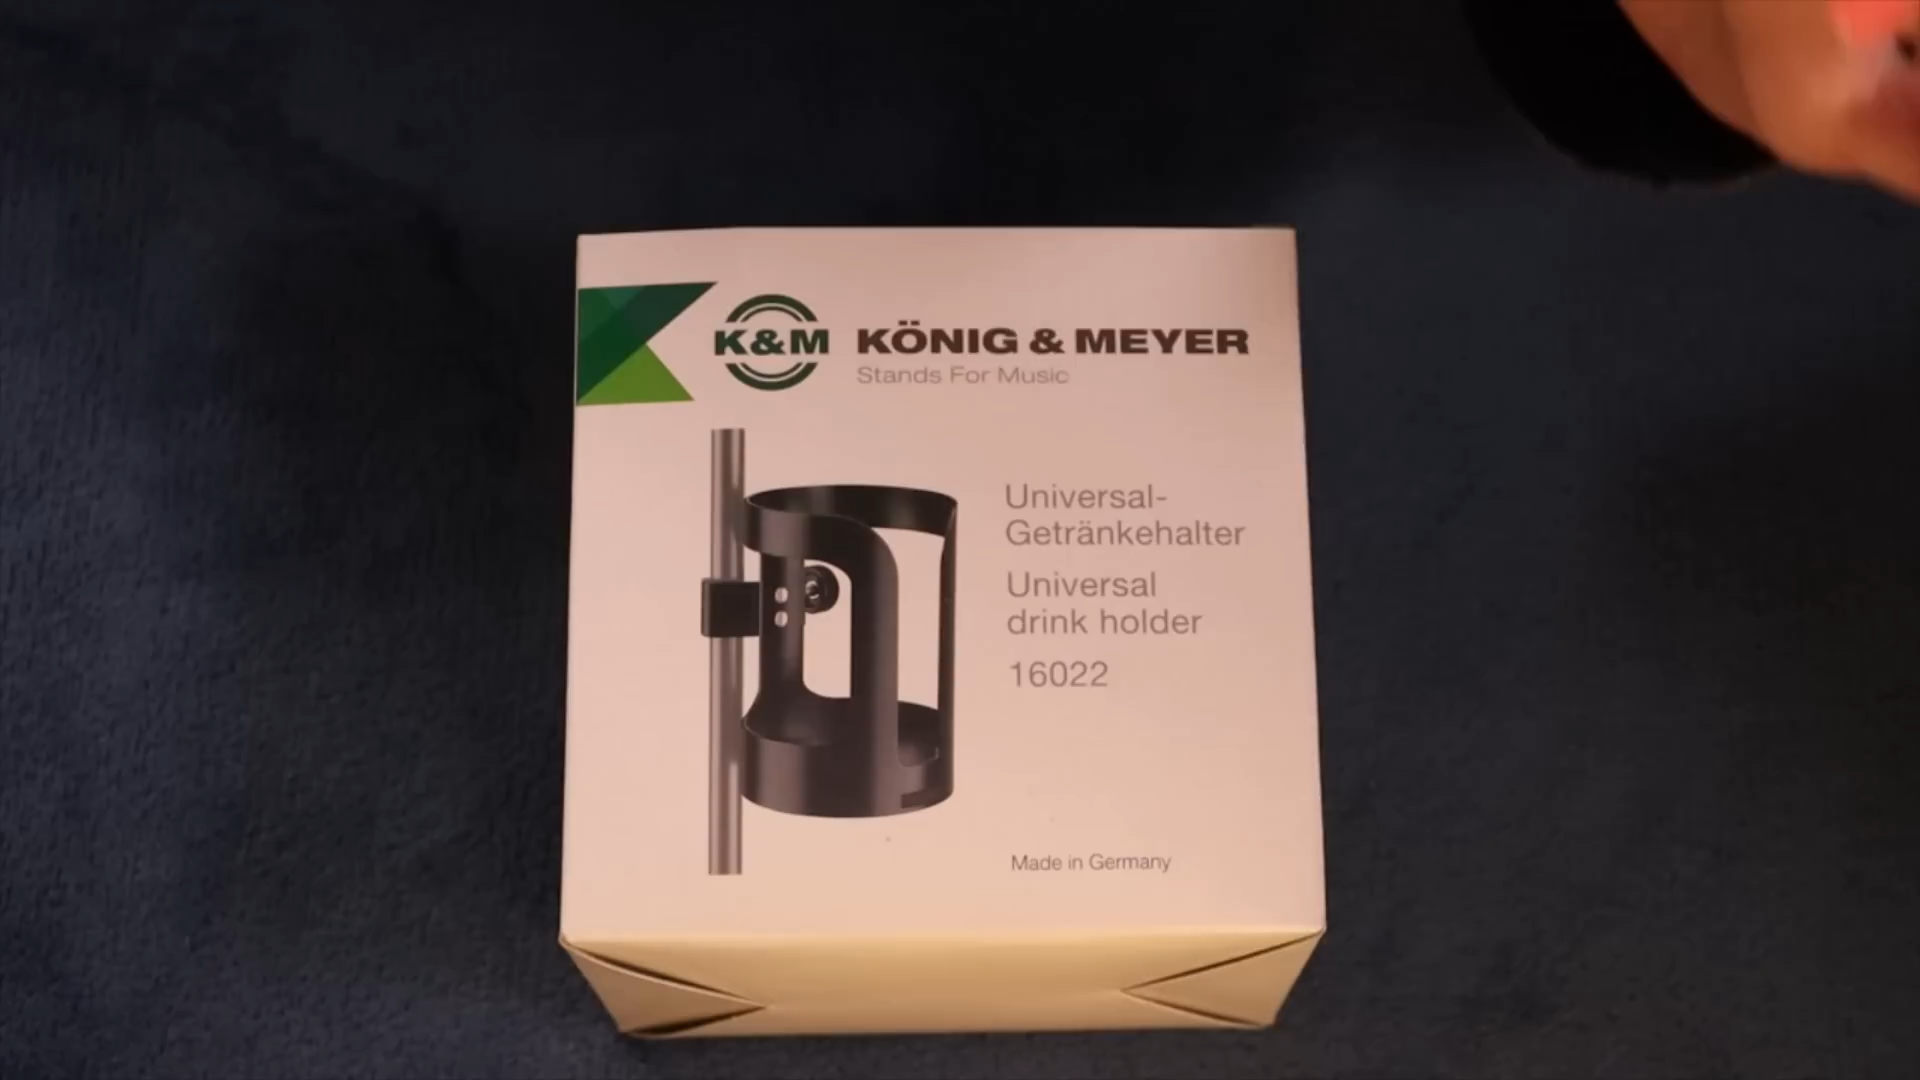 K&M KÖNIG & MEYER
Stands For Music
Universal-
Getränkehalter
Universal
drink holder
16022
Made in Germany